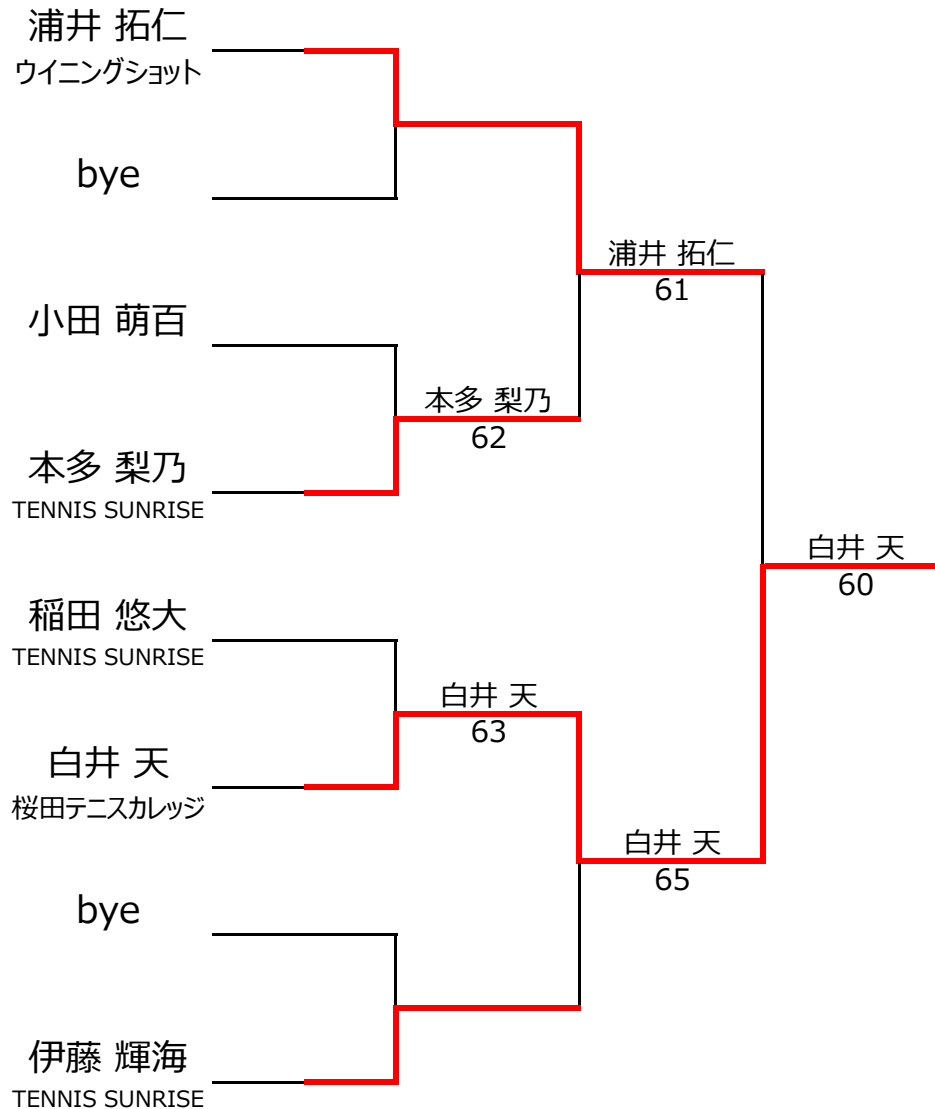 浦井 拓仁
ウイニングショット
bye
小田 萌百
本多 梨乃
TENNIS SUNRISE
稲田 悠大
TENNIS SUNRISE
白井 天
桜田テニスカレッジ
bye
伊藤 輝海
TENNIS SUNRISE
本多 梨乃
62
白井 天
63
浦井 拓仁
61
白井 天
65
白井 天
60